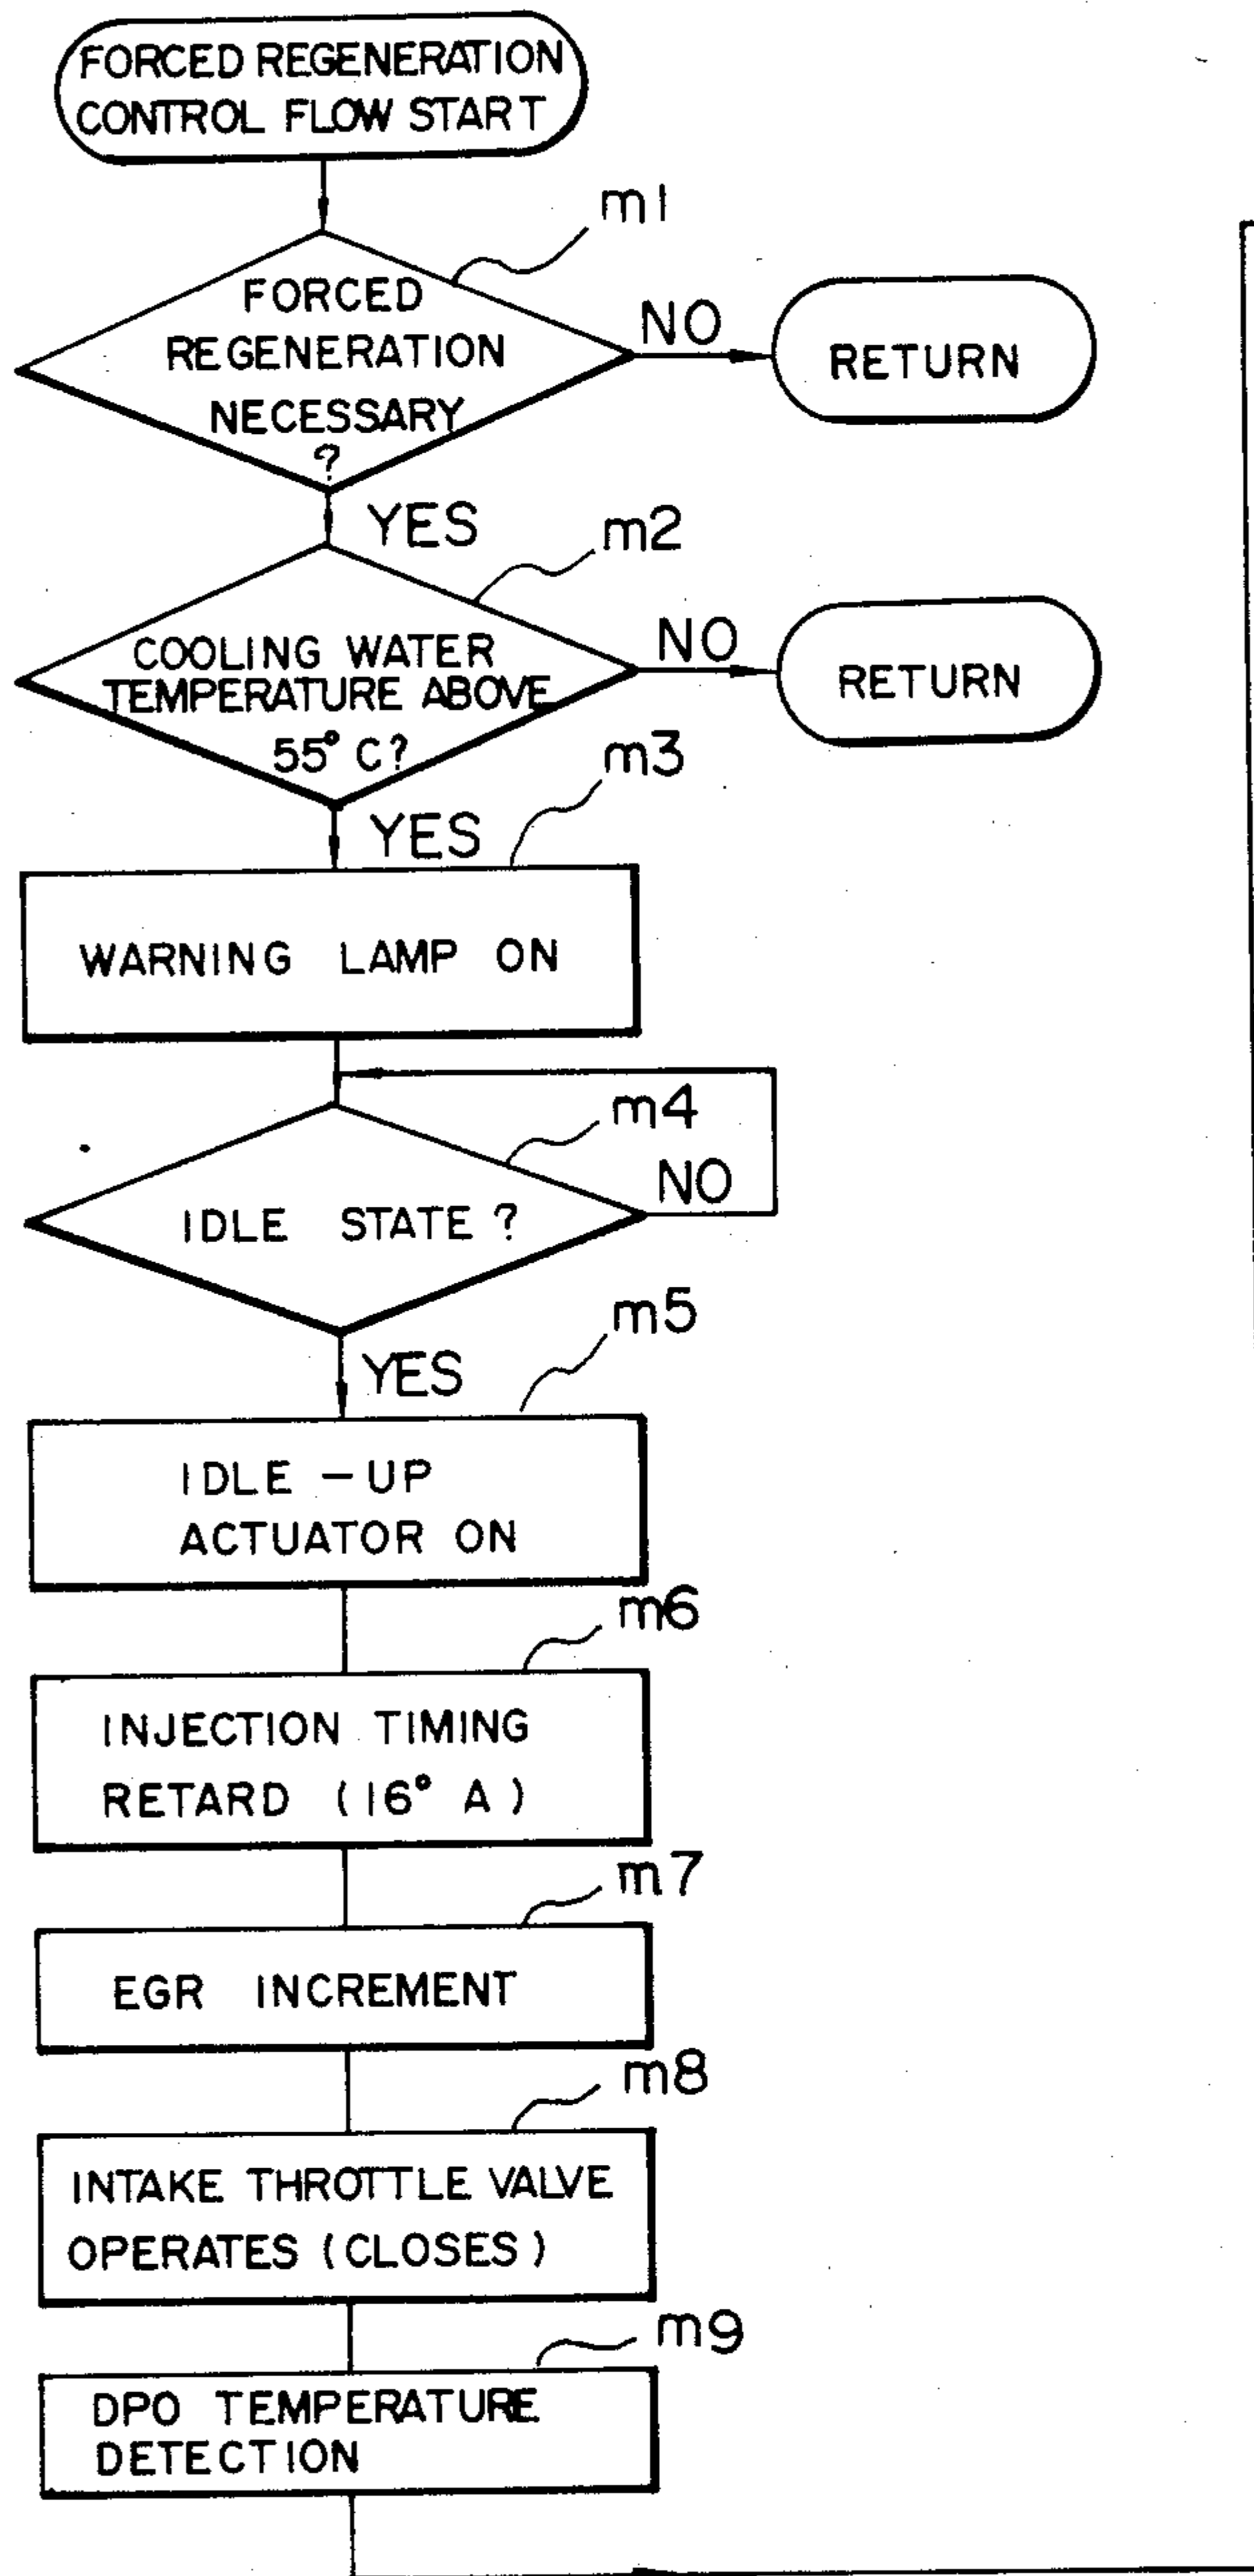 FORCED REGENERATION
CONTROL FLOW START
m1
FORCED
REGENERATION
NECESSARY
?
NO
RETURN
YES
m2
COOLING WATER
TEMPERATURE ABOVE
55° C?
NO
RETURN
m3
YES
WARNING LAMP ON
m4
IDLE STATE ?
NO
m5
YES
IDLE-UP
ACTUATOR ON
m6
INJECTION TIMING
RETARD (16° A)
m7
EGR INCREMENT
m8
INTAKE THROTTLE VALVE
OPERATES (CLOSES)
m9
DPO TEMPERATURE
DETECTION